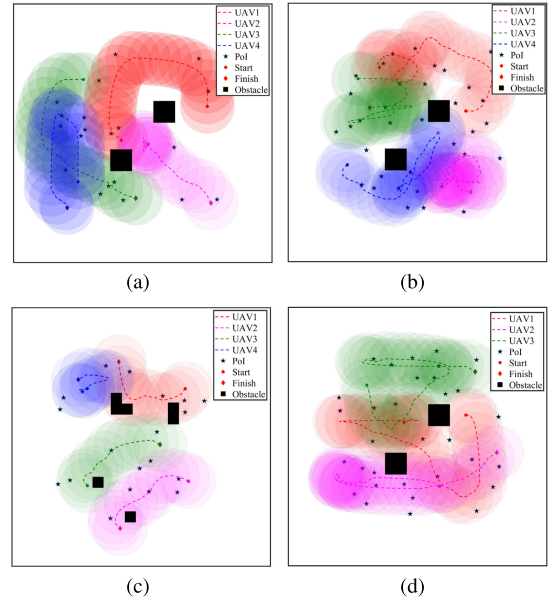 UAV1
UAV2
UAV3
UAV4
PoI
Start
Finish
Obstacle
(a)
UAV1
UAV2
UAV3
UAV4
PoI
Start
Finish
Obstacle
(b)
UAV1
UAV2
UAV3
UAV4
PoI
Start
Finish
Obstacle
(c)
UAV1
UAV2
UAV3
PoI
Start
Finish
Obstacle
(d)